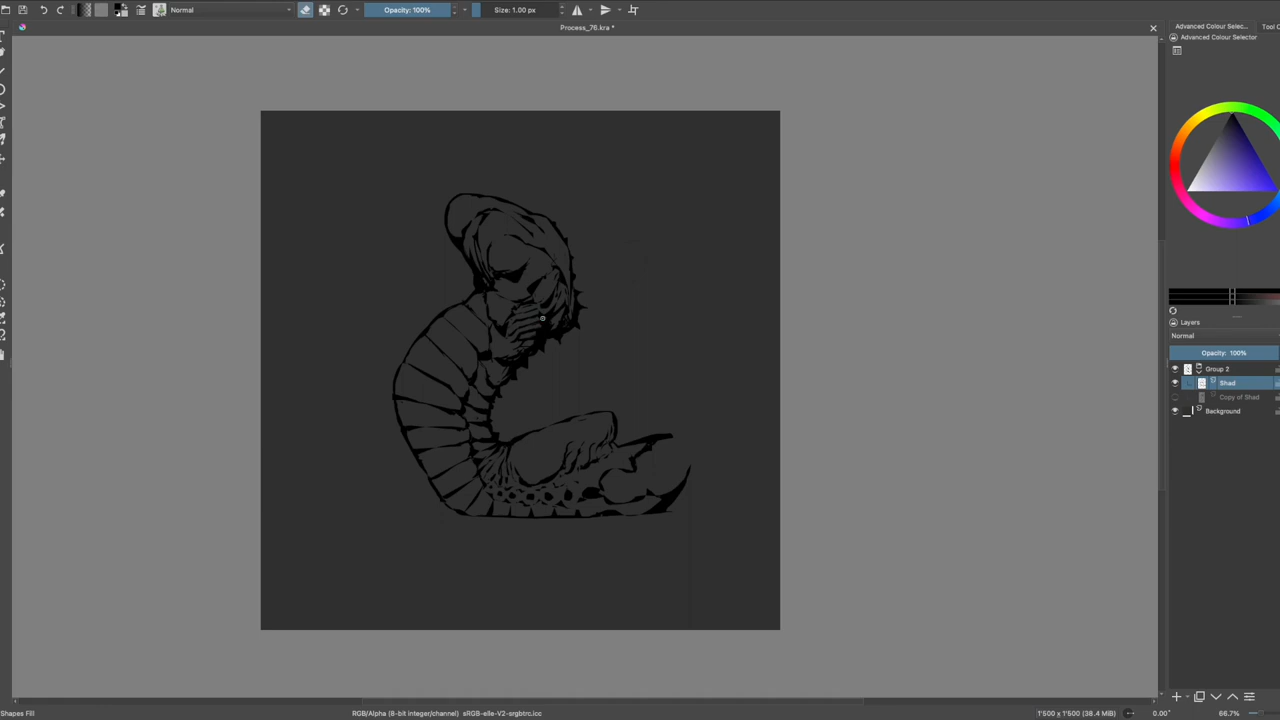 Normal
Opacity: 100%
Size: 1.00 px
Process_76.kra *
Advanced Colour Selec...
Tool
Advanced Colour Selector
Layers
Normal
Opacity: 100%
Group 2
Shad
Copy of Shad
Background
Shapes Fill
RGB/Alpha (8-bit integer/channel) sRGB-elle-V2-srgbtrc.icc
1'500 x 1'500 (38.4 MiB)
0.00°
66.7%